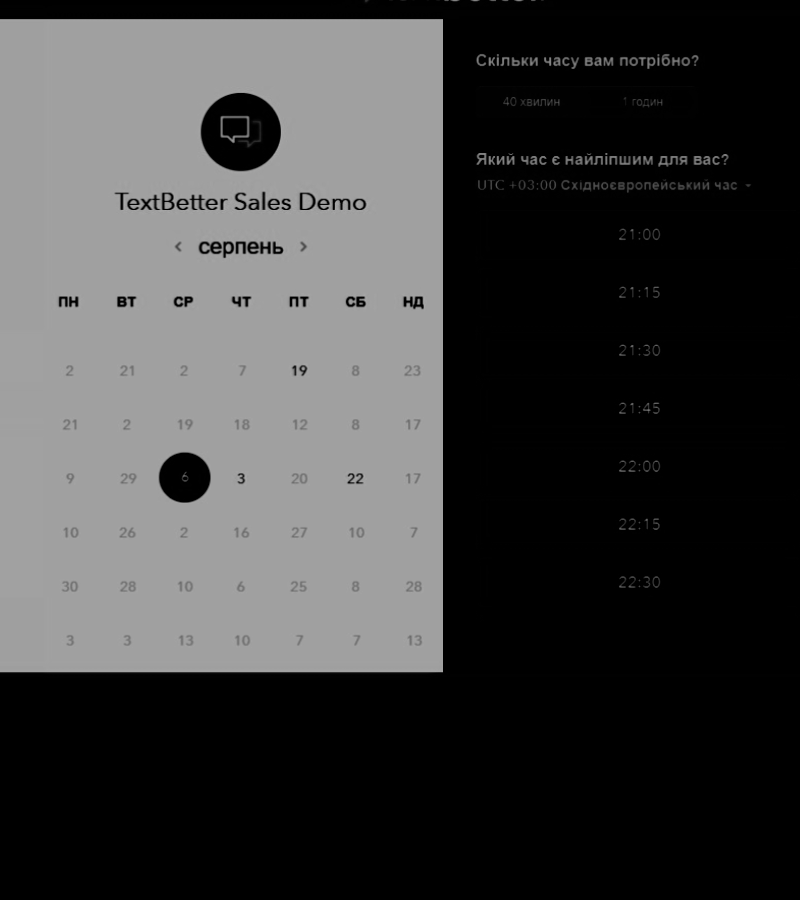 TextBetter Sales Demo
серпень
ПН ВТ СР ЧТ ПТ СБ НД
2 21 2 7 19 8 23
21 2 19 18 12 8 17
9 29 6 3 20 22 17
10 26 2 16 27 10 7
30 28 10 6 25 8 28
3 3 13 10 7 7 13
Скільки часу вам потрібно?
40 хвилин 1 годин
Який час є найліпшим для вас?
UTC +03:00 Східноєвропейський час
21:00
21:15
21:30
21:45
22:00
22:15
22:30